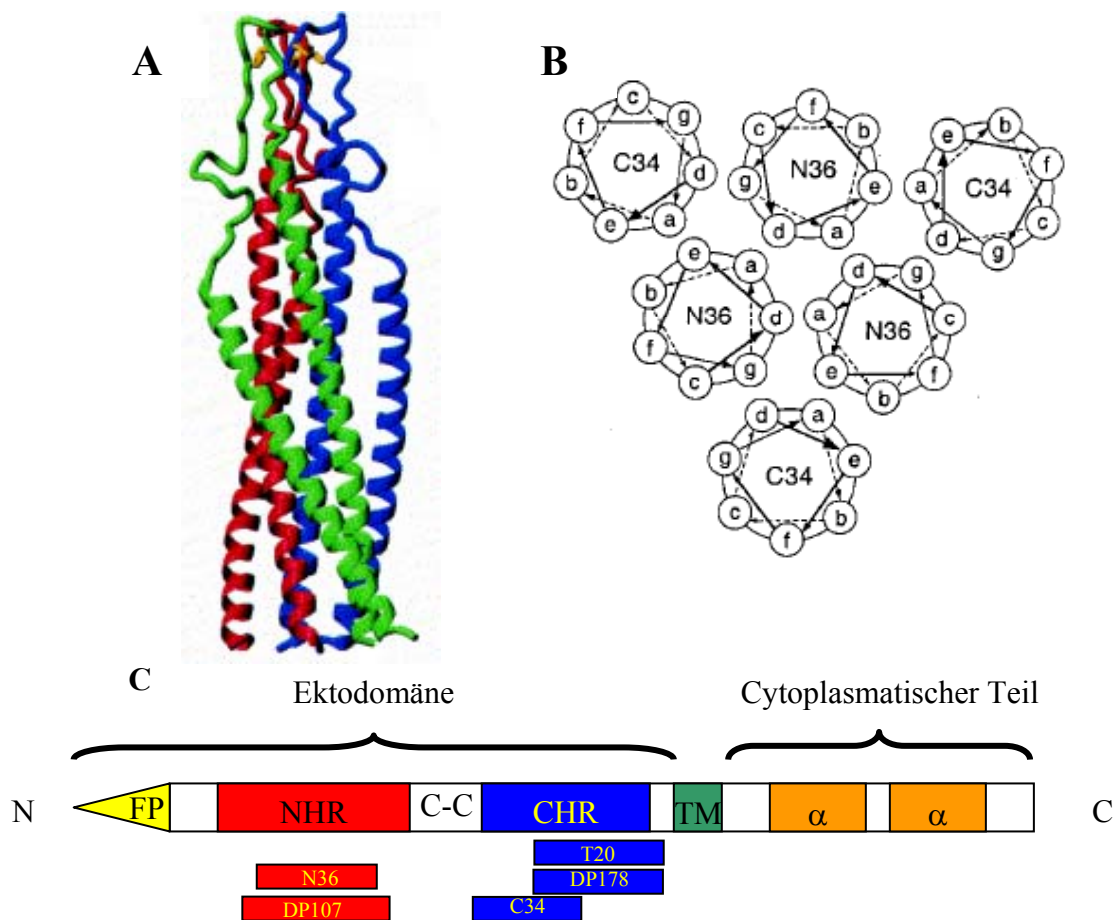 A
B
c
f g
C34
b d
e a
f
c b
N36
g e
d a
b
e f
a C34
d c
g
e a
b N36 d
f g
c
d g
a N36 c
e f
b
d a
g C34 e
c b
f
C
Ektodomäne
Cytoplasmatischer Teil
N
FP
NHR
C-C
CHR
TM
α
α
C
T20
N36
DP178
DP107
C34